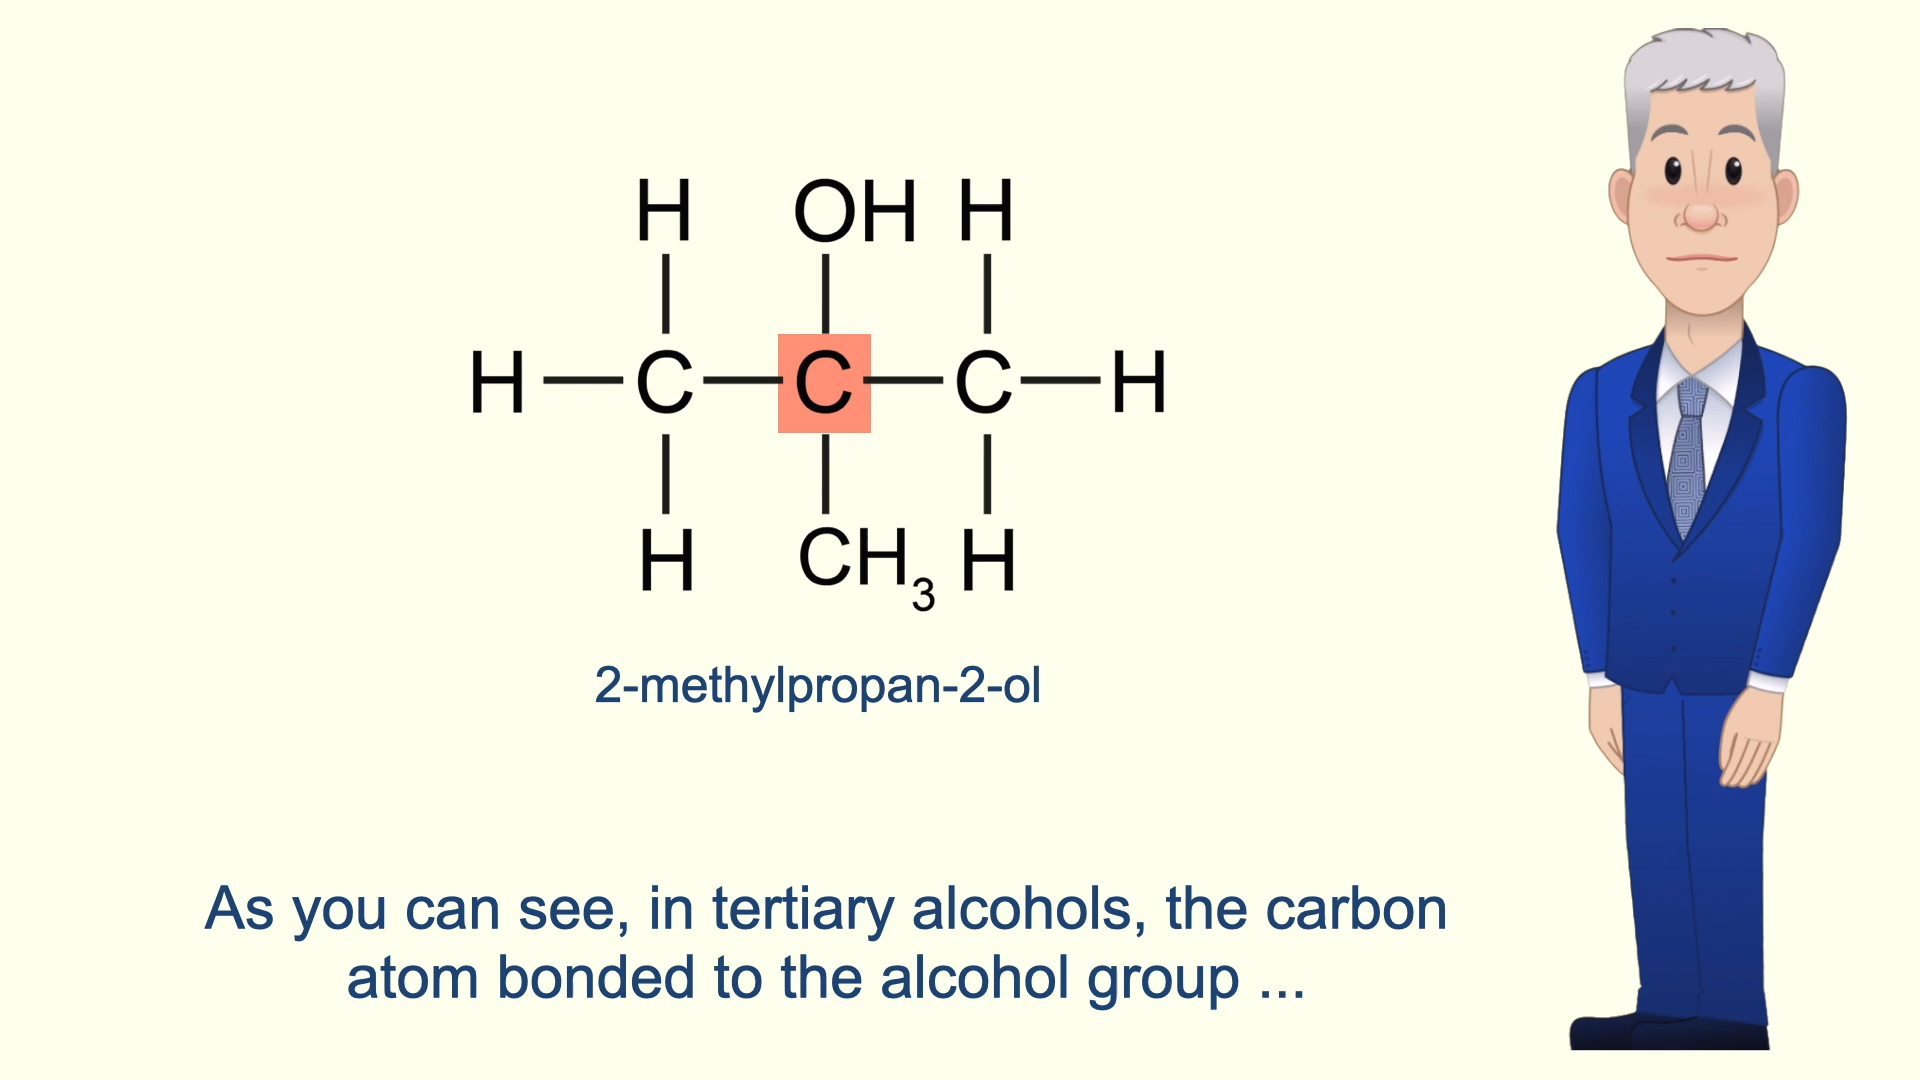 H OH H
H C C C H
H CH3 H
2-methylpropan-2-ol
As you can see, in tertiary alcohols, the carbon
atom bonded to the alcohol group ...